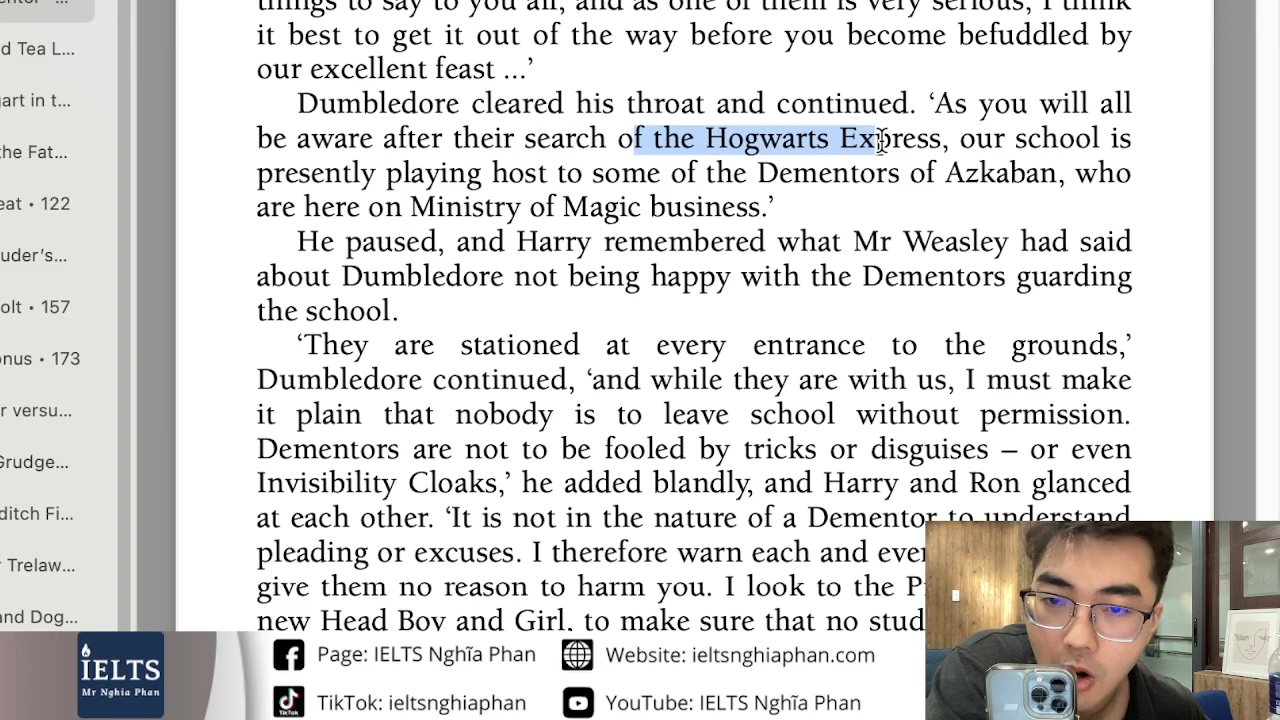 things to say to you all, and as one of them is very serious, I think
it best to get it out of the way before you become befuddled by
our excellent feast ...’
Dumbledore cleared his throat and continued. ‘As you will all
be aware after their search of the Hogwarts Express, our school is
presently playing host to some of the Dementors of Azkaban, who
are here on Ministry of Magic business.’
He paused, and Harry remembered what Mr Weasley had said
about Dumbledore not being happy with the Dementors guarding
the school.
‘They are stationed at every entrance to the grounds,’
Dumbledore continued, ‘and while they are with us, I must make
it plain that nobody is to leave school without permission.
Dementors are not to be fooled by tricks or disguises – or even
Invisibility Cloaks,’ he added blandly, and Harry and Ron glanced
at each other. ‘It is not in the nature of a Dementor to understand
pleading or excuses. I therefore warn each and
give them no reason to harm you. I look to the
new Head Boy and Girl, to make sure that no
d Tea L...
art in t...
the Fat...
eat • 122
uder’s...
olt • 157
onus • 173
r versu...
Grudge...
ditch Fi...
r Trelaw...
and Dog...
IELTS
Mr Nghia Phan
Page: IELTS Nghĩa Phan
Website: ieltsnghiaphan.com
TikTok
TikTok: ieltsnghiaphan
YouTube: IELTS Nghĩa Phan